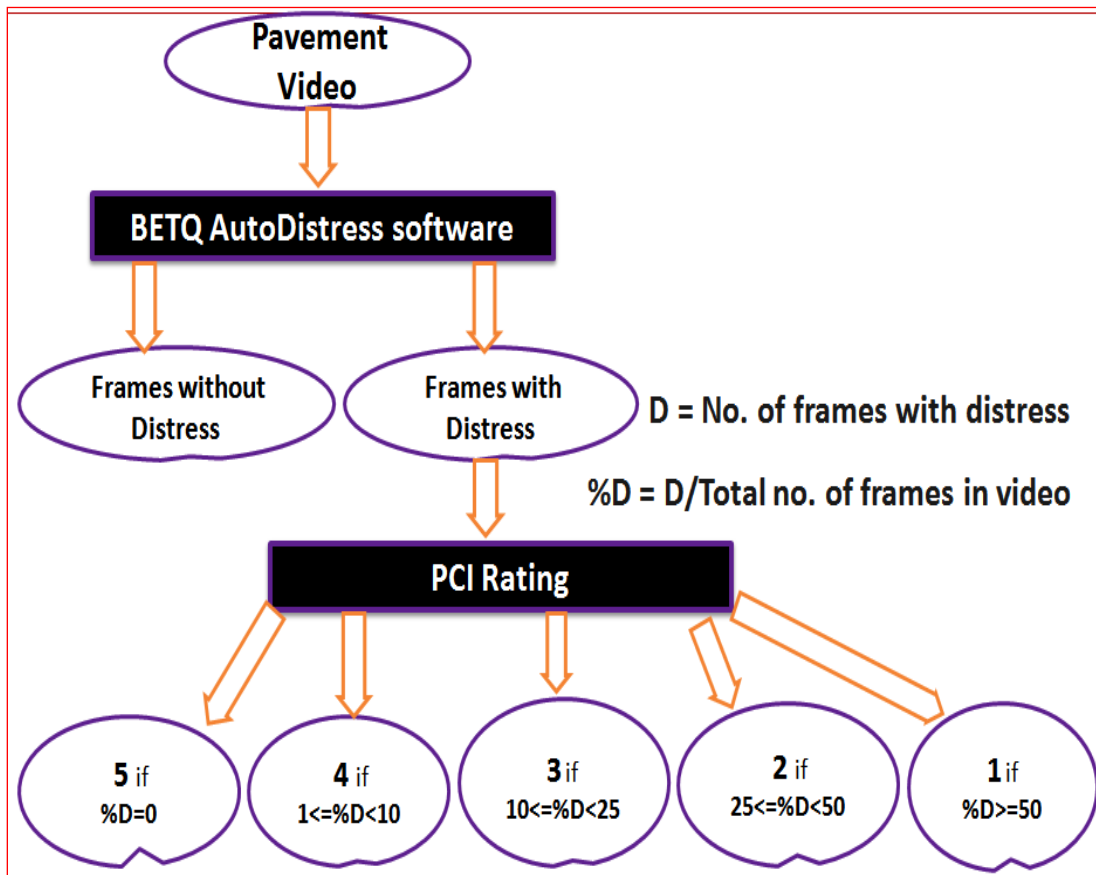 Pavement
Video
BETQ AutoDistress software
Frames without
Distress
Frames with
Distress
D = No. of frames with distress
%D = D/Total no. of frames in video
PCI Rating
5 if
%D=0
4 if
1<=%D<10
3 if
10<=%D<25
2 if
25<=%D<50
1 if
%D>=50